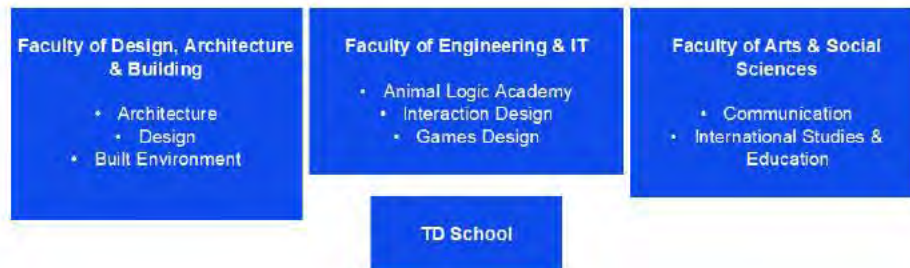 Faculty of Design, Architecture
& Building
• Architecture
• Design
• Built Environment
Faculty of Engineering & IT
• Animal Logic Academy
• Interaction Design
• Games Design
Faculty of Arts & Social
Sciences
• Communication
• International Studies &
Education
TD School